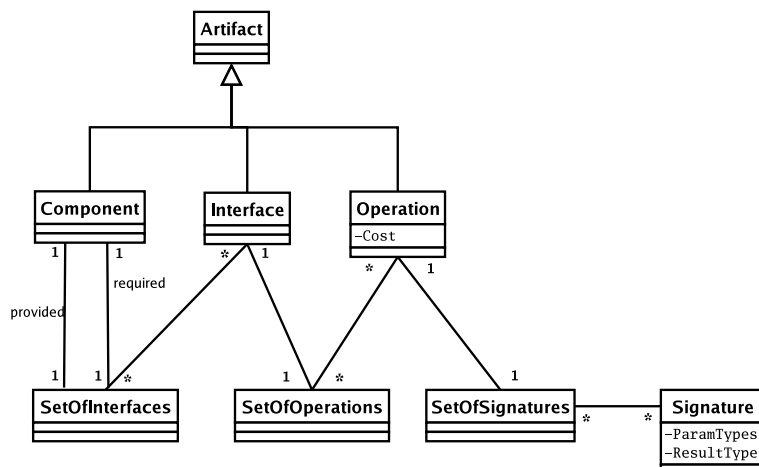 Artifact
Component
Interface
Operation
-Cost
1
1
*
1
*
1
provided
required
1
1
*
1
*
1
SetOfInterfaces
SetOfOperations
SetOfSignatures
*
*
Signature
-ParamTypes
-ResultType